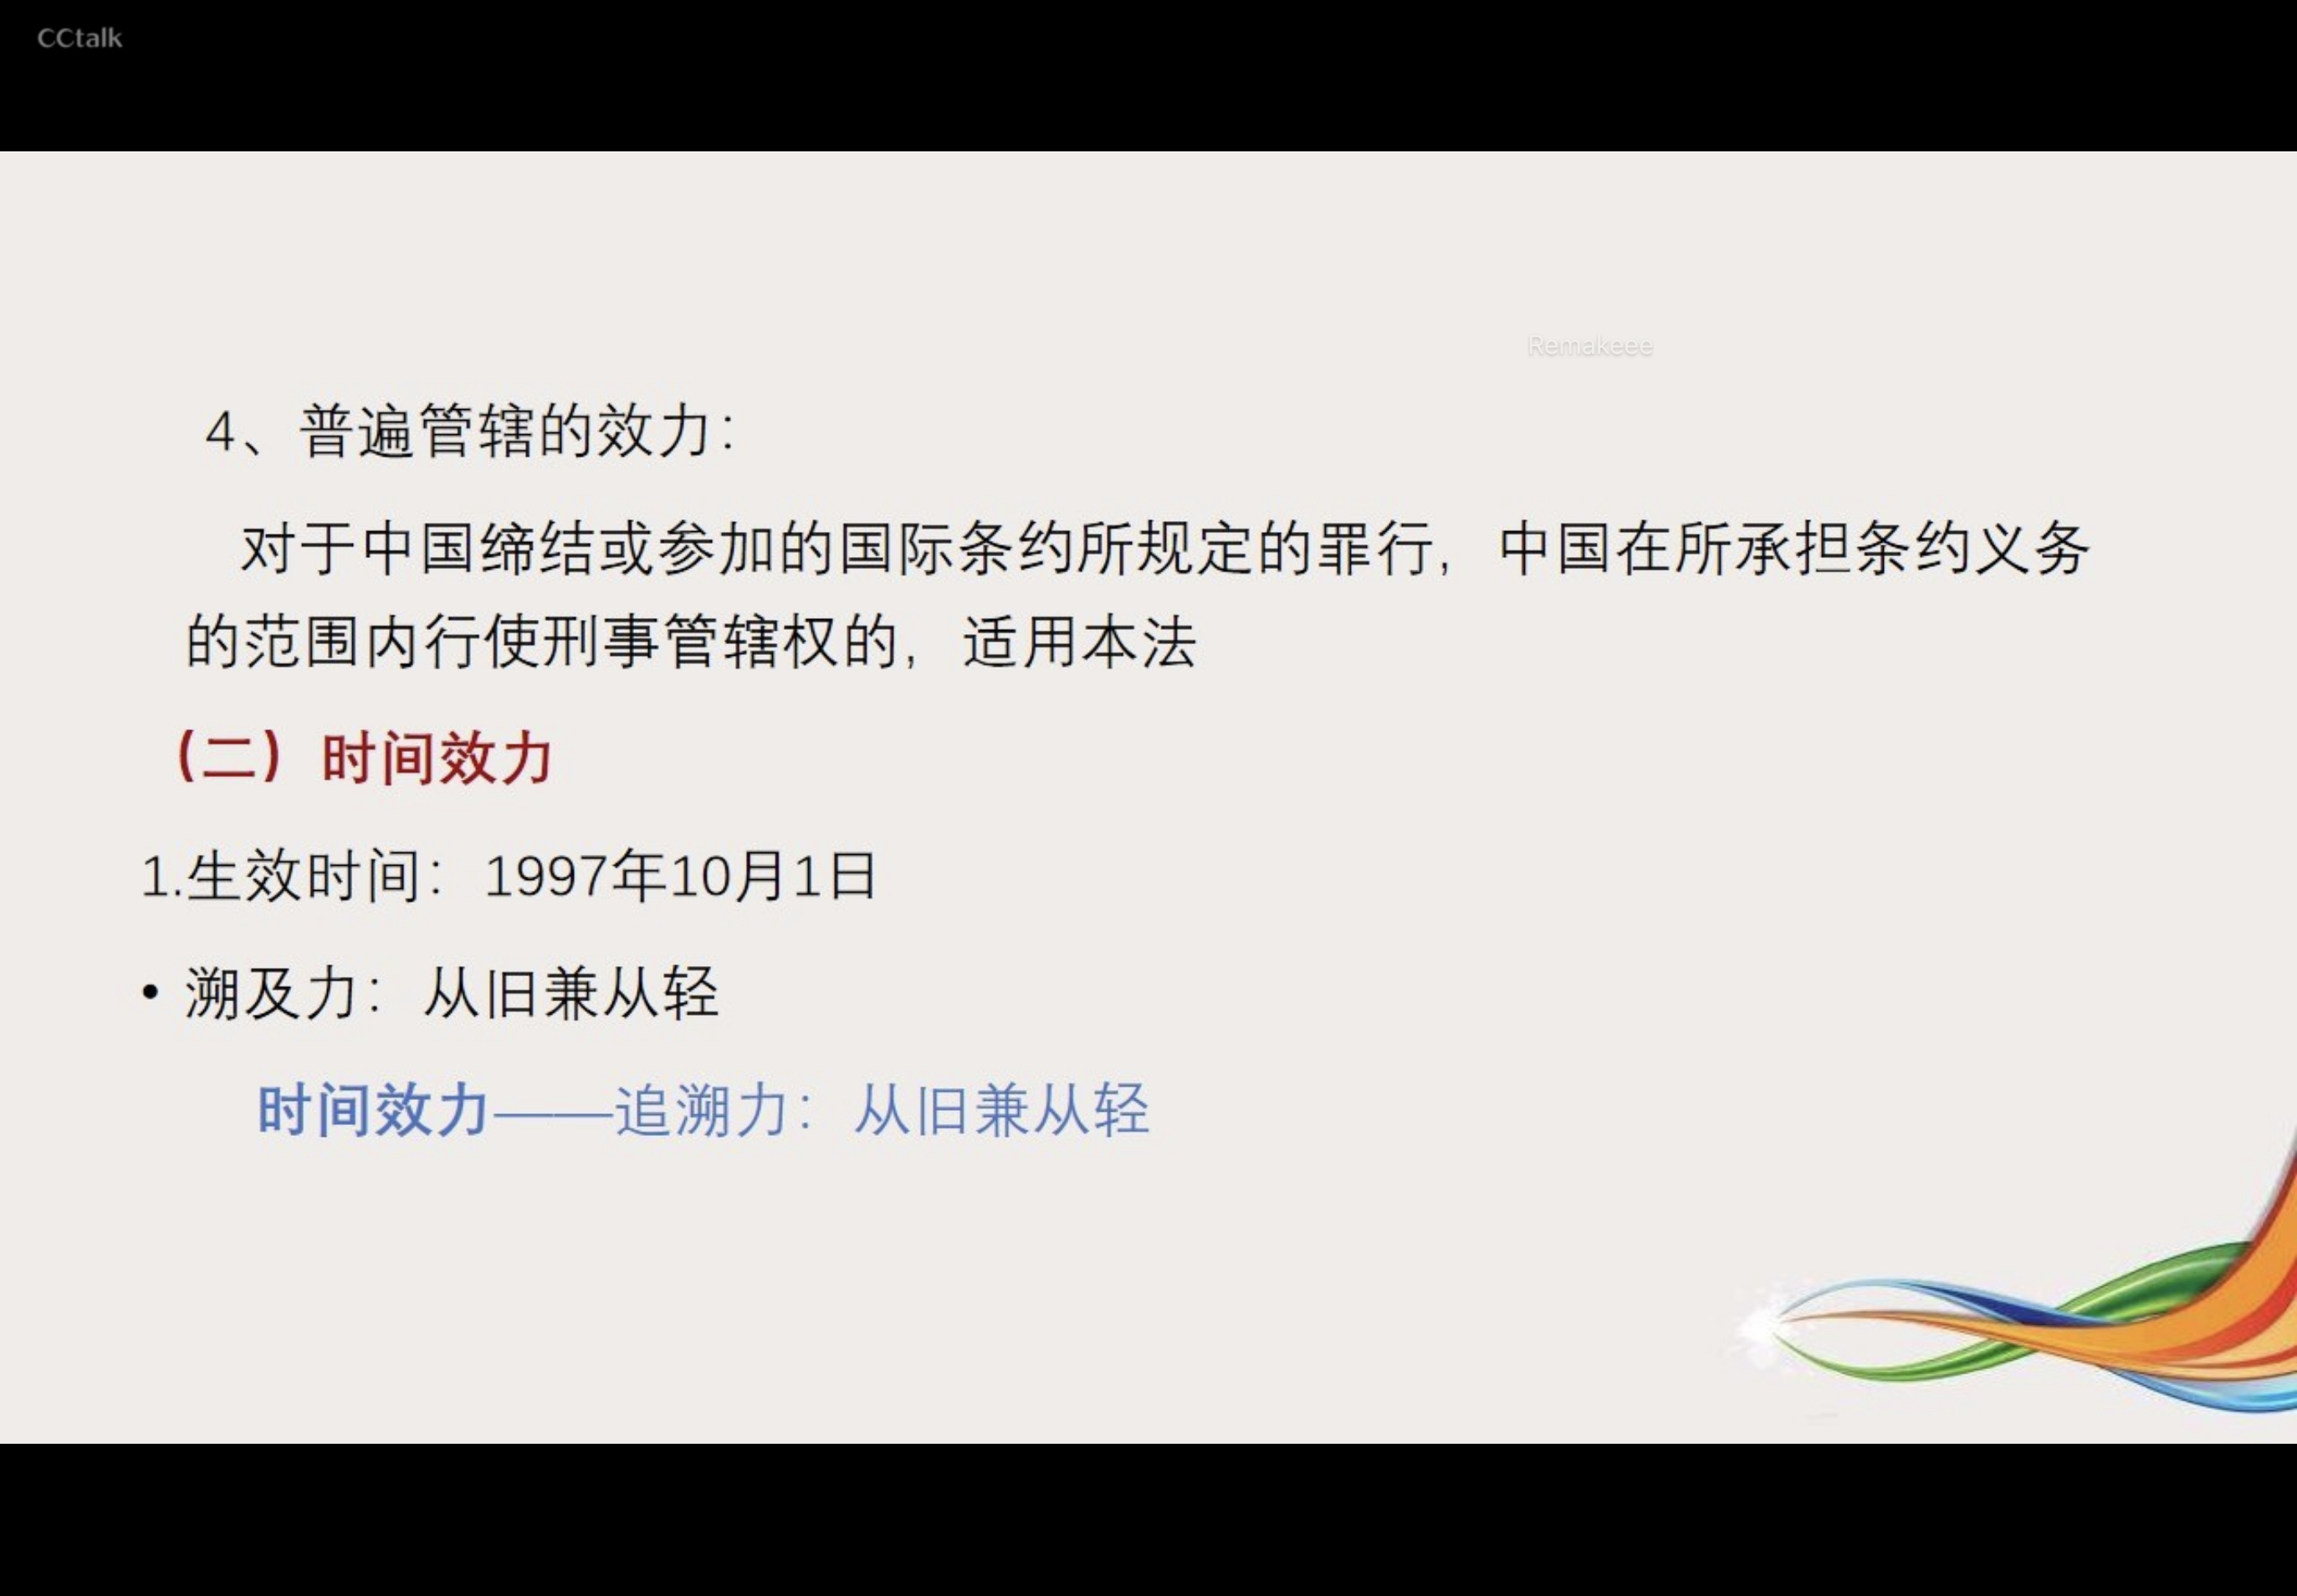 CCtalk
Remakeee
4、普遍管辖的效力：
对于中国缔结或参加的国际条约所规定的罪行，中国在所承担条约义务
的范围内行使刑事管辖权的，适用本法
（二）时间效力
1.生效时间：1997年10月1日
• 溯及力：从旧兼从轻
时间效力——追溯力：从旧兼从轻